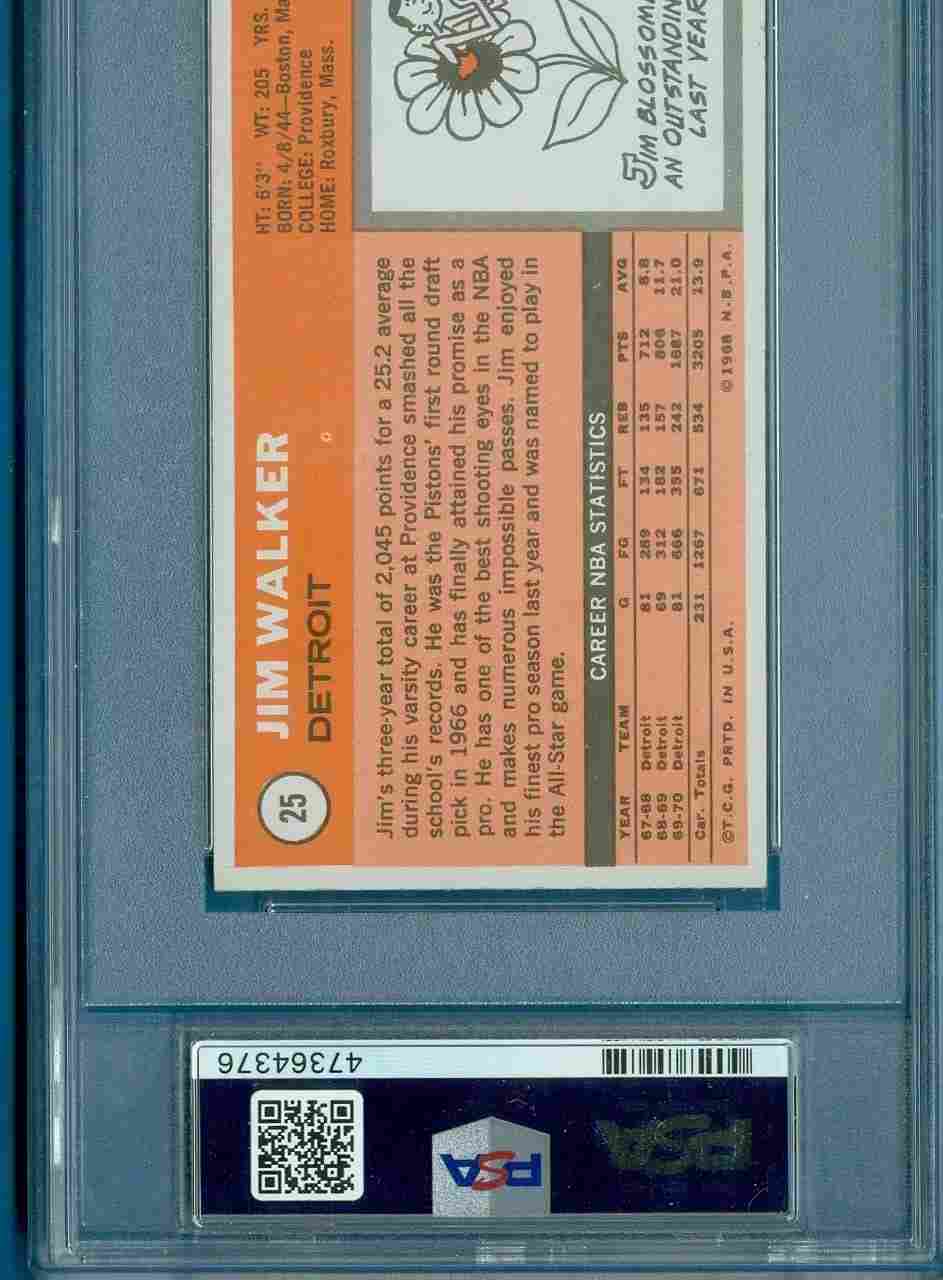 25
JIM WALKER
DETROIT
HT: 6'3" WT: 205 YRS.
BORN: 4/8/44—Boston, Ma
COLLEGE: Providence
HOME: Roxbury, Mass.
Jim's three-year total of 2,045 points for a 25.2 average
during his varsity career at Providence smashed all the
school's records. He was the Pistons' first round draft
pick in 1966 and has finally attained his promise as a
pro. He has one of the best shooting eyes in the NBA
and makes numerous impossible passes. Jim enjoyed
his finest pro season last year and was named to play in
the All-Star game.
JIM BLOSSOM
AN OUTSTANDIN
LAST YEAR
CAREER NBA STATISTICS
YEAR TEAM G FG FT REB PTS AVG
67-68 Detroit 81 289 134 135 712 8.8
68-69 Detroit 69 312 182 157 806 11.7
69-70 Detroit 81 666 355 242 1687 21.0
Car. Totals 231 1267 671 534 3205 13.9
©T.C.G. PRTD. IN U.S.A. ©1968 N.B.P.A.
47364376
PSA
PSA